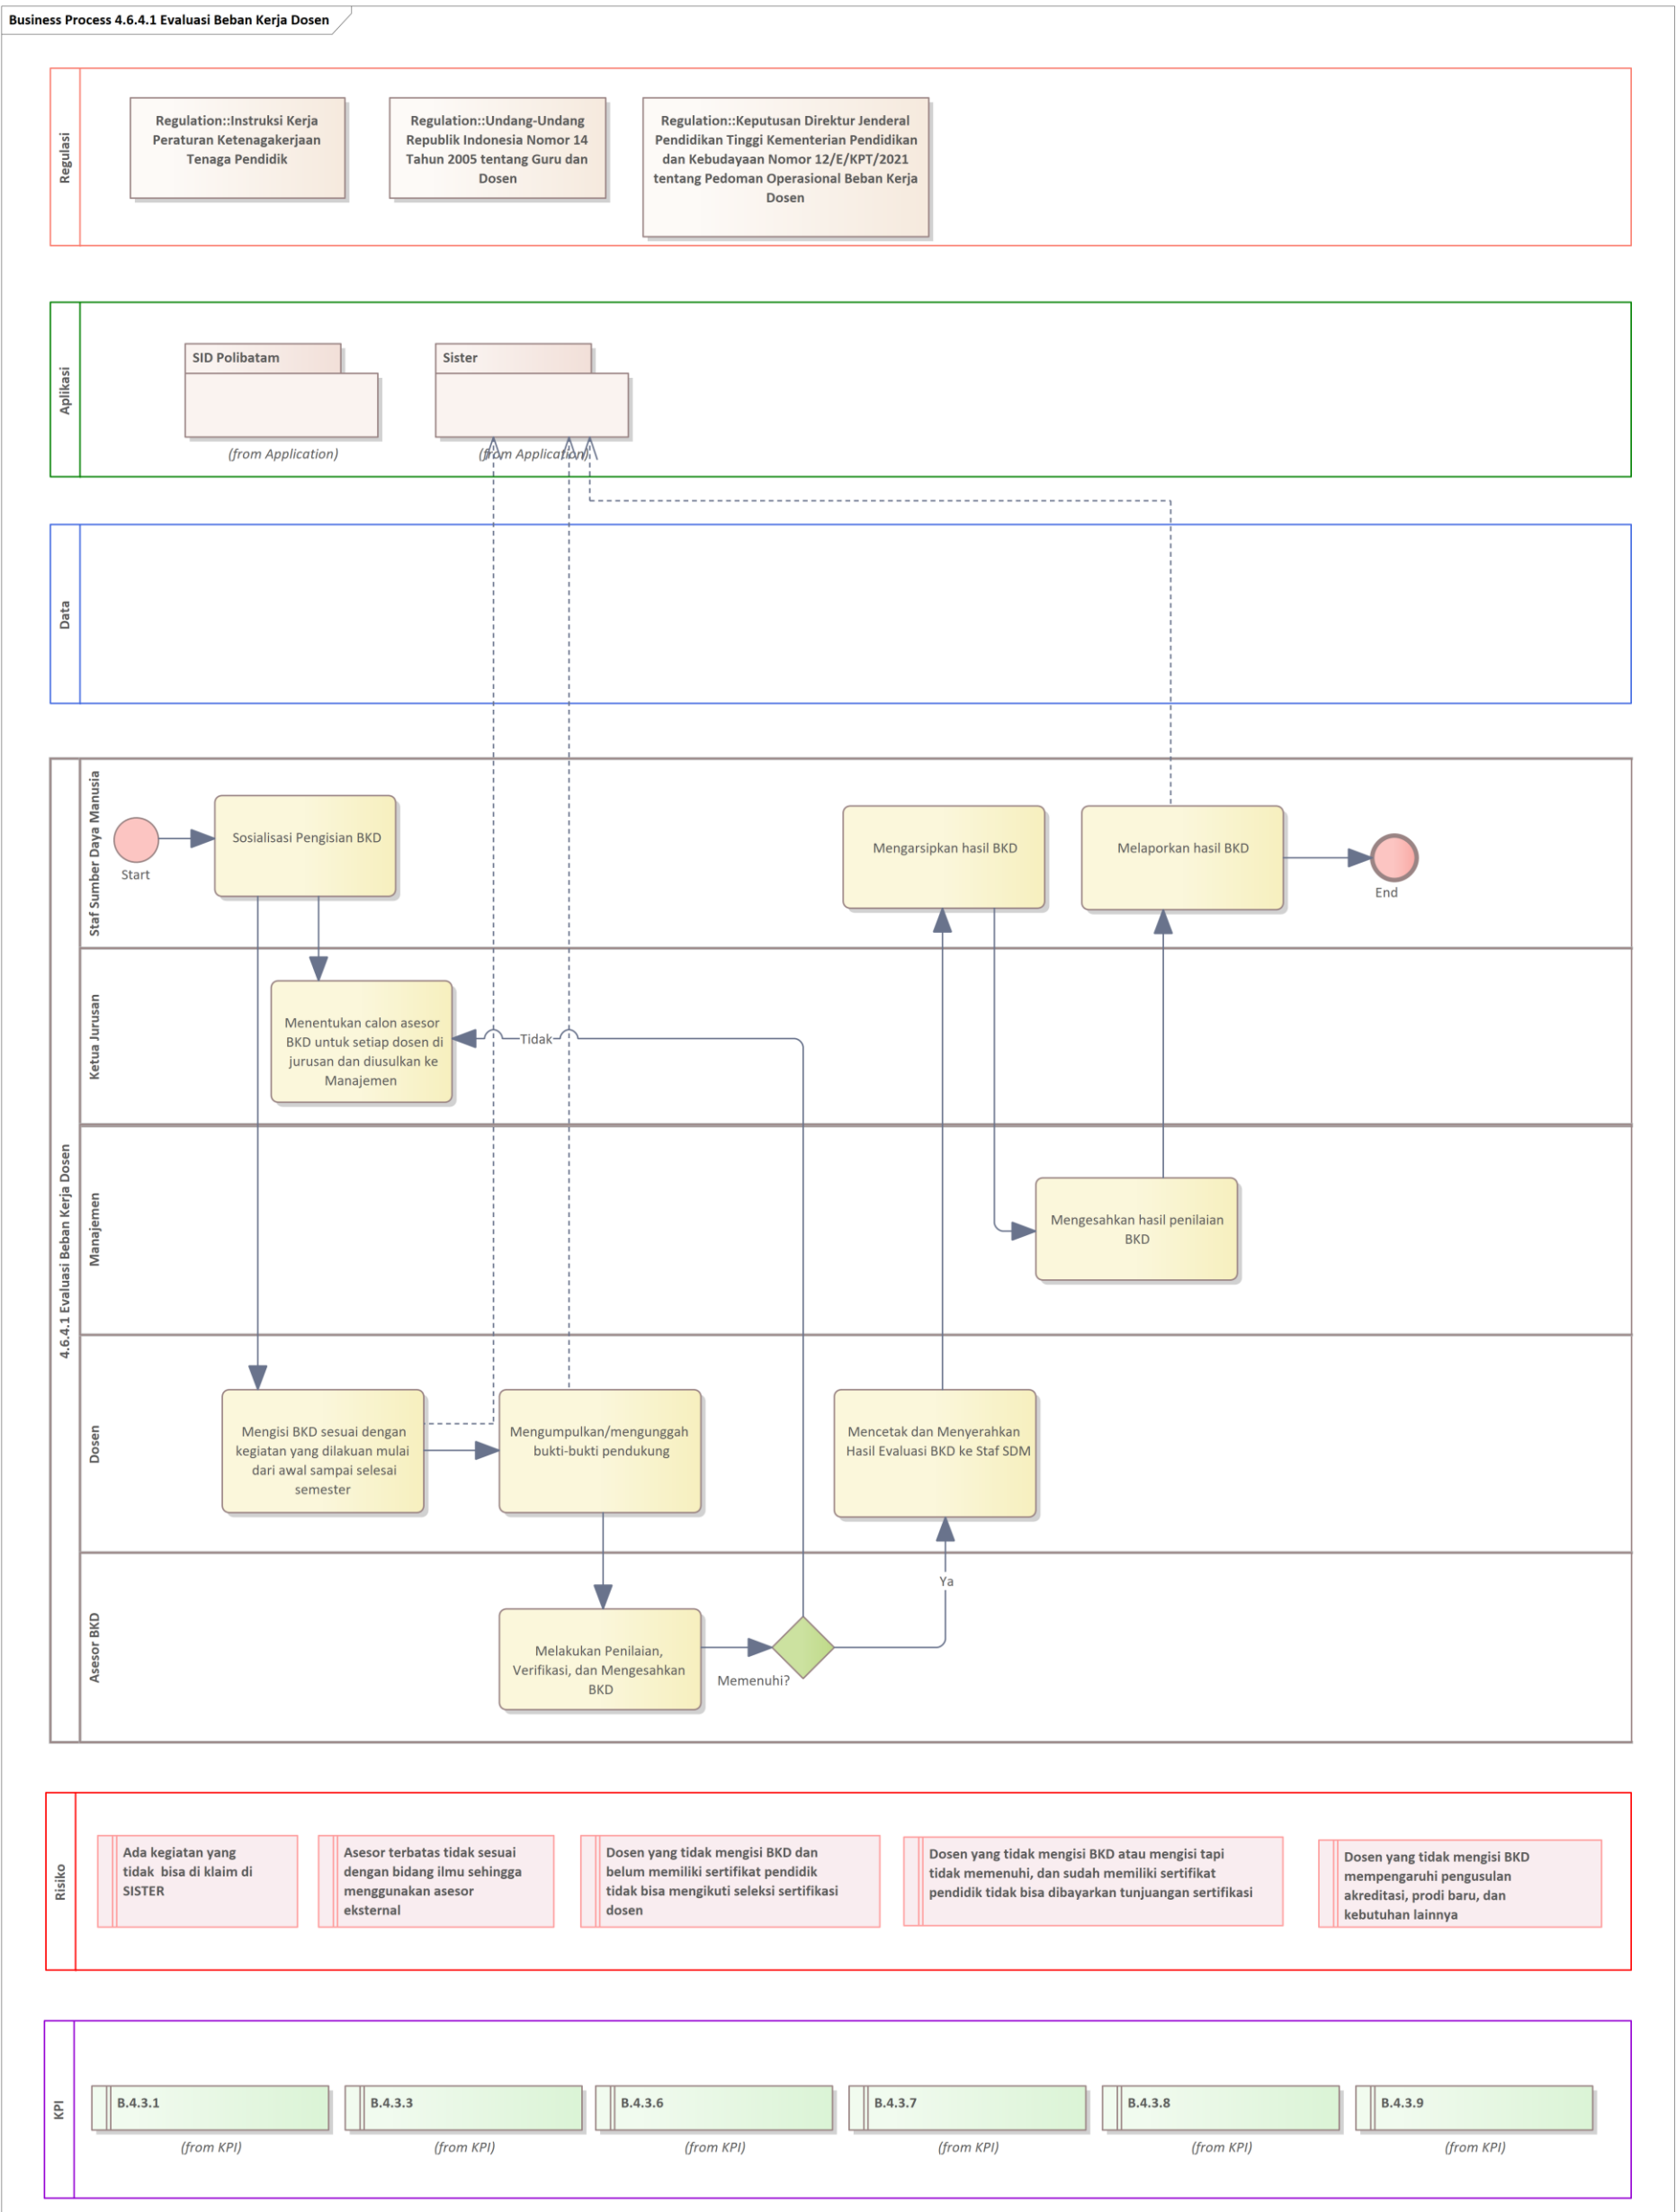 Business Process 4.6.4.1 Evaluasi Beban Kerja Dosen
Regulasi
Regulation::Instruksi Kerja
Peraturan Ketenagakerjaan
Tenaga Pendidik
Regulation::Undang-Undang
Republik Indonesia Nomor 14
Tahun 2005 tentang Guru dan
Dosen
Regulation::Keputusan Direktur Jenderal
Pendidikan Tinggi Kementerian Pendidikan
dan Kebudayaan Nomor 12/E/KPT/2021
tentang Pedoman Operasional Beban Kerja
Dosen
Aplikasi
SID Polibatam
(from Application)
Sister
(from Application)
Data
4.6.4.1 Evaluasi Beban Kerja Dosen
Staf Sumber Daya Manusia
Start
Sosialisasi Pengisian BKD
Mengarsipkan hasil BKD
Melaporkan hasil BKD
End
Ketua Jurusan
Menentukan calon asesor
BKD untuk setiap dosen di
jurusan dan diusulkan ke
Manajemen
Tidak
Manajemen
Mengesahkan hasil penilaian
BKD
Dosen
Mengisi BKD sesuai dengan
kegiatan yang dilakuan mulai
dari awal sampai selesai
semester
Mengumpulkan/mengunggah
bukti-bukti pendukung
Mencetak dan Menyerahkan
Hasil Evaluasi BKD ke Staf SDM
Asesor BKD
Ya
Melakukan Penilaian,
Verifikasi, dan Mengesahkan
BKD
Memenuhi?
Risiko
Ada kegiatan yang
tidak  bisa di klaim di
SISTER
Asesor terbatas tidak sesuai
dengan bidang ilmu sehingga
menggunakan asesor
eksternal
Dosen yang tidak mengisi BKD dan
belum memiliki sertifikat pendidik
tidak bisa mengikuti seleksi sertifikasi
dosen
Dosen yang tidak mengisi BKD atau mengisi tapi
tidak memenuhi, dan sudah memiliki sertifikat
pendidik tidak bisa dibayarkan tunjuangan sertifikasi
Dosen yang tidak mengisi BKD
mempengaruhi pengusulan
akreditasi, prodi baru, dan
kebutuhan lainnya
KPI
B.4.3.1
(from KPI)
B.4.3.3
(from KPI)
B.4.3.6
(from KPI)
B.4.3.7
(from KPI)
B.4.3.8
(from KPI)
B.4.3.9
(from KPI)